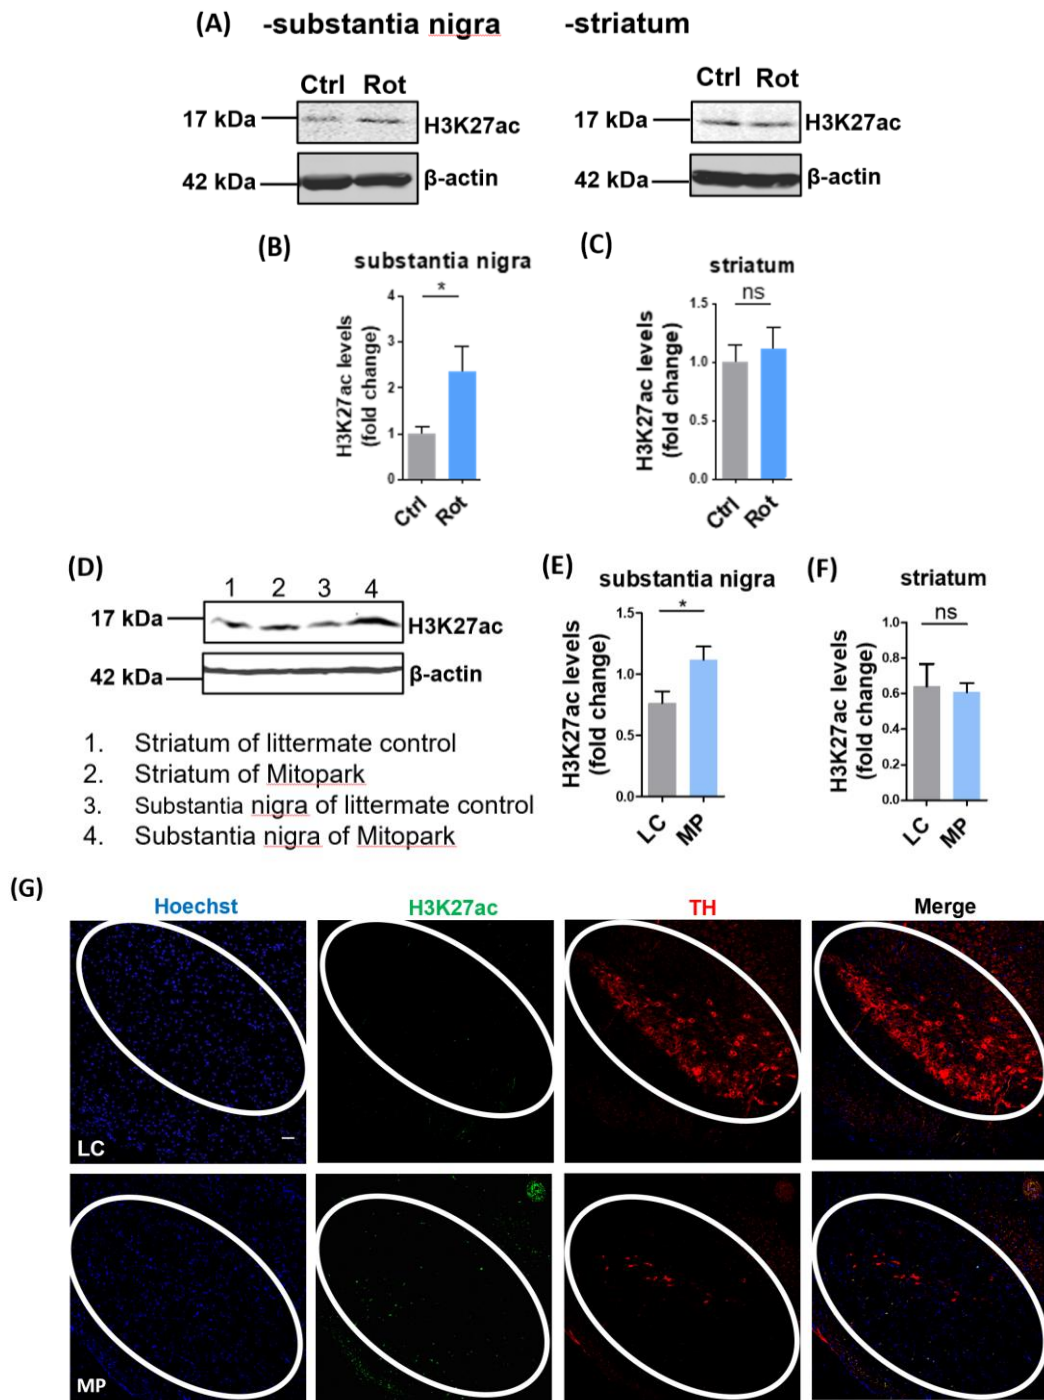 (A) -substantia nigra -striatum
Ctrl Rot
17 kDa H3K27ac
42 kDa β-actin
Ctrl Rot
17 kDa H3K27ac
42 kDa β-actin
(B)
substantia nigra
*
H3K27ac levels
(fold change)
4
3
2
1
0
Ctrl
Rot
(C)
striatum
ns
H3K27ac levels
(fold change)
1.5
1.0
0.5
0.0
Ctrl
Rot
(D)
1 2 3 4
17 kDa H3K27ac
42 kDa β-actin
1. Striatum of littermate control
2. Striatum of Mitopark
3. Substantia nigra of littermate control
4. Substantia nigra of Mitopark
(E)
substantia nigra
*
H3K27ac levels
(fold change)
1.5
1.0
0.5
0.0
LC
MP
(F)
striatum
ns
H3K27ac levels
(fold change)
0.8
0.6
0.4
0.2
0.0
LC
MP
(G)
Hoechst H3K27ac TH Merge
LC
MP